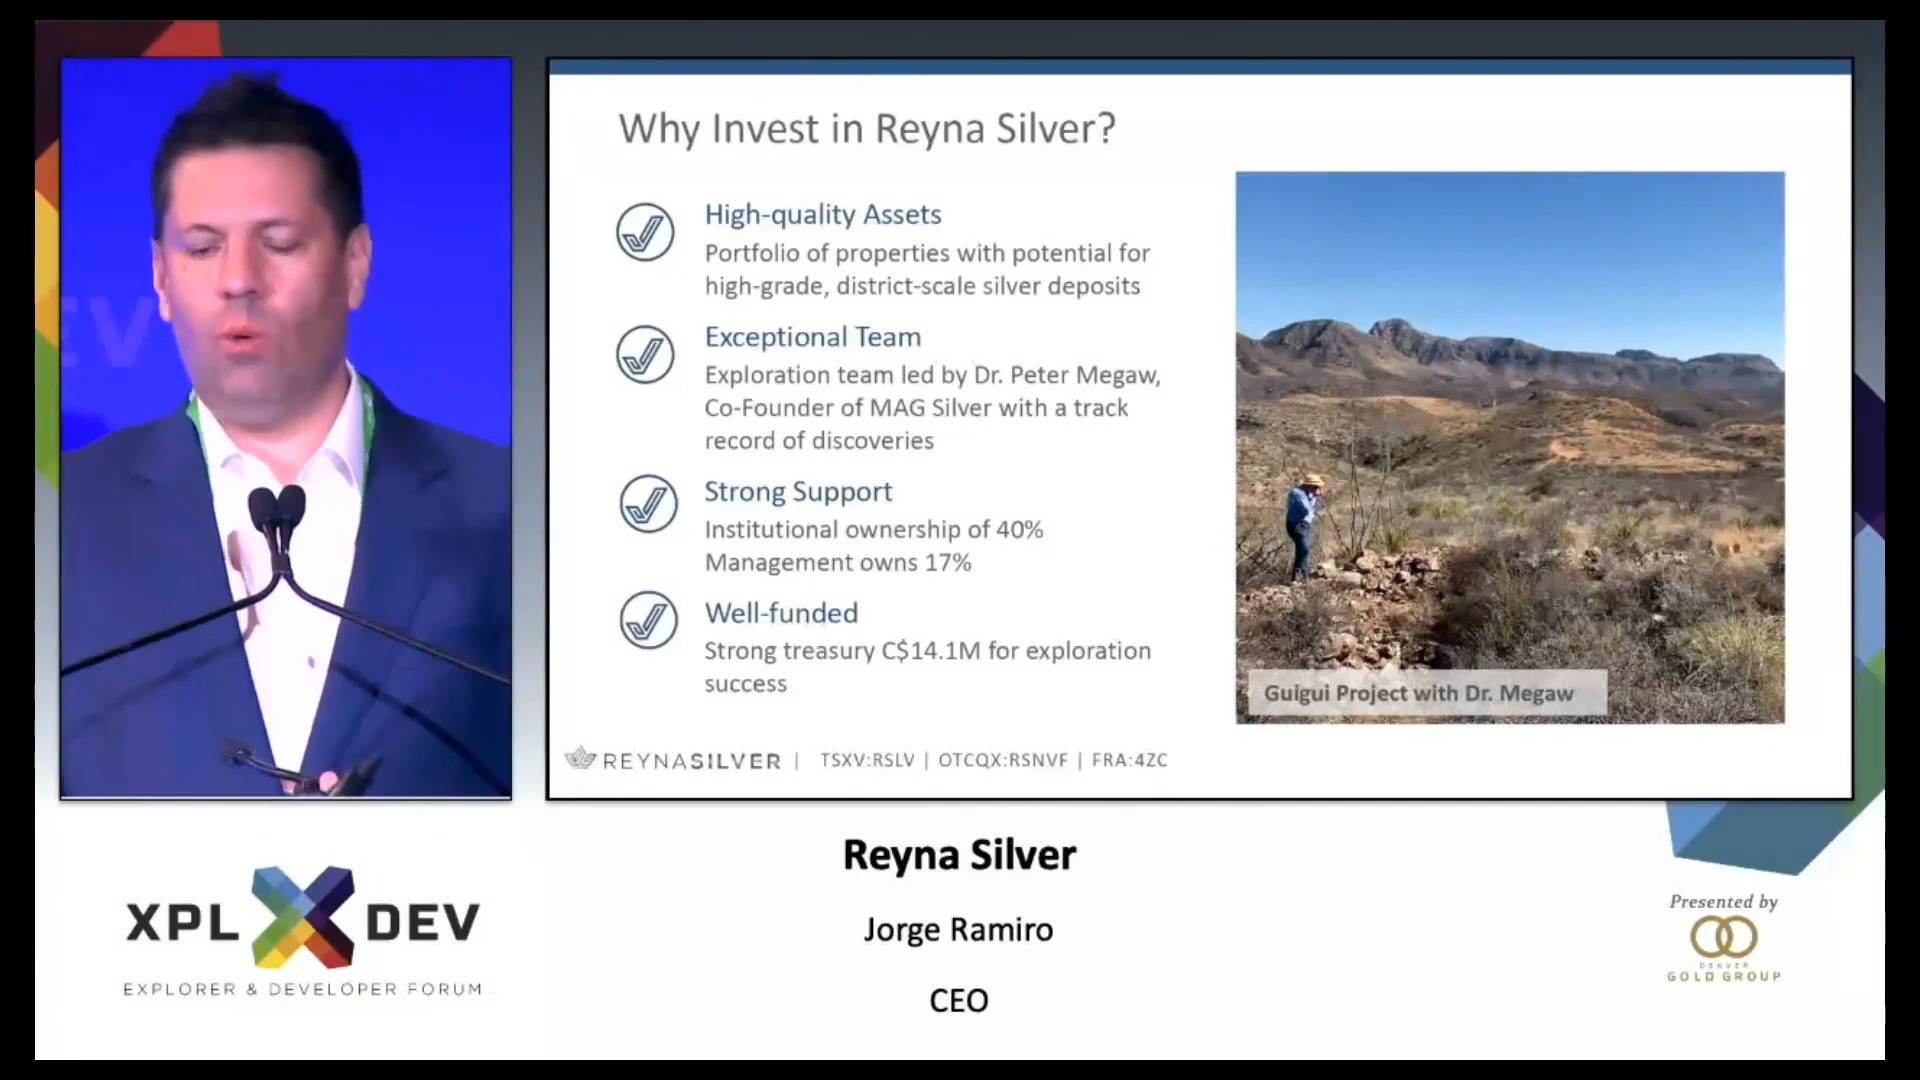 Why Invest in Reyna Silver?
High-quality Assets
Portfolio of properties with potential for
high-grade, district-scale silver deposits
Exceptional Team
Exploration team led by Dr. Peter Megaw,
Co-Founder of MAG Silver with a track
record of discoveries
Strong Support
Institutional ownership of 40%
Management owns 17%
Well-funded
Strong treasury C$14.1M for exploration
success
Guigui Project with Dr. Megaw
REYNASILVER | TSXV:RSLV | OTCQX:RSNVF | FRA:4ZC
EV
Reyna Silver
Jorge Ramiro
CEO
XPL X DEV
EXPLORER & DEVELOPER FORUM
Presented by
DENVER
GOLD GROUP